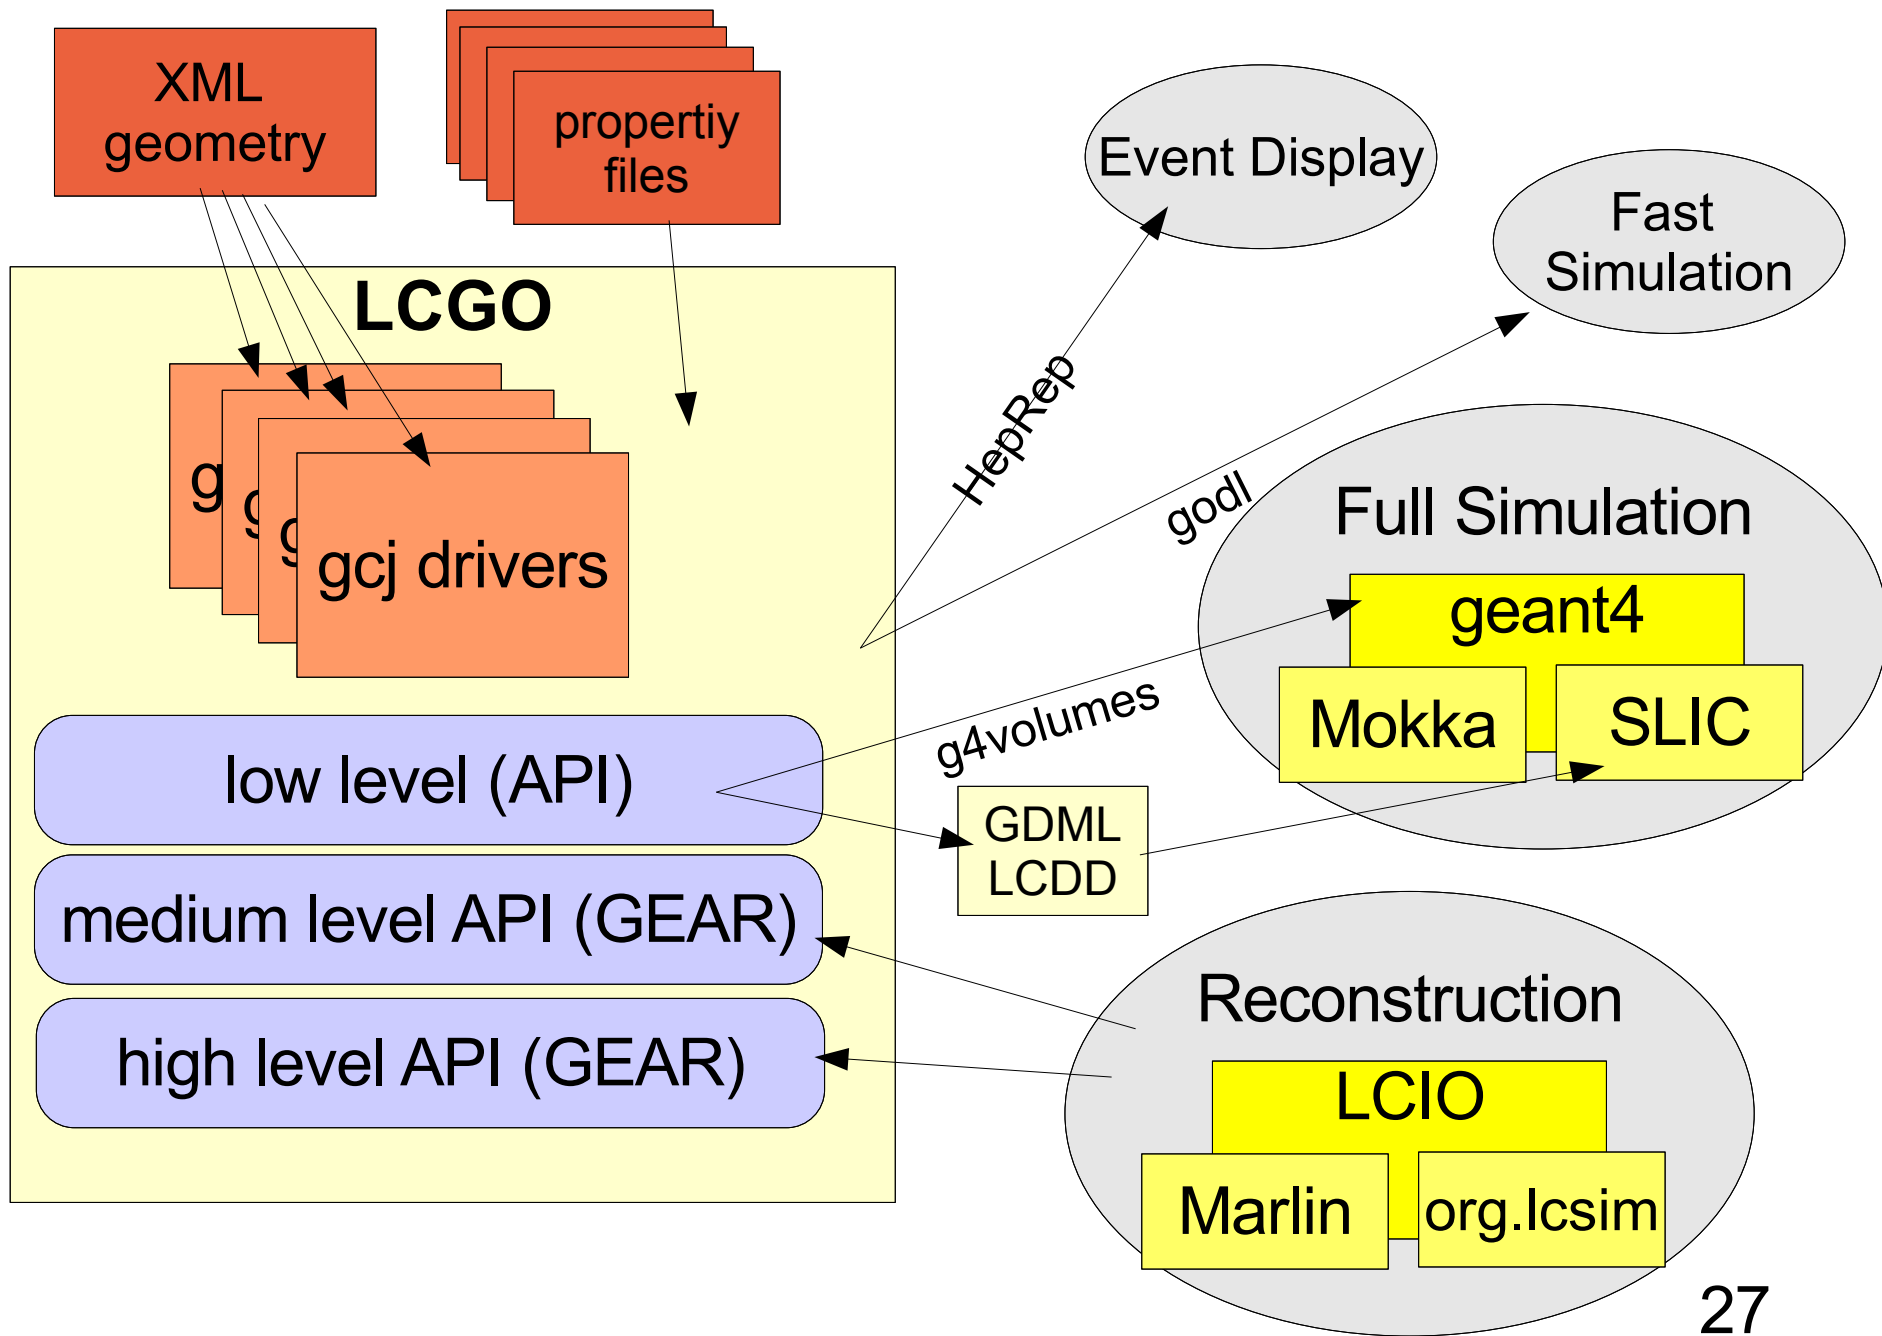 XML
geometry
propertiy
files
Event Display
Fast
Simulation
LCGO
g
g
g
gcj drivers
HepRep
godl
g4volumes
Full Simulation
geant4
Mokka
SLIC
low level (API)
GDML
LCDD
medium level API (GEAR)
high level API (GEAR)
Reconstruction
LCIO
Marlin
org.lcsim
27